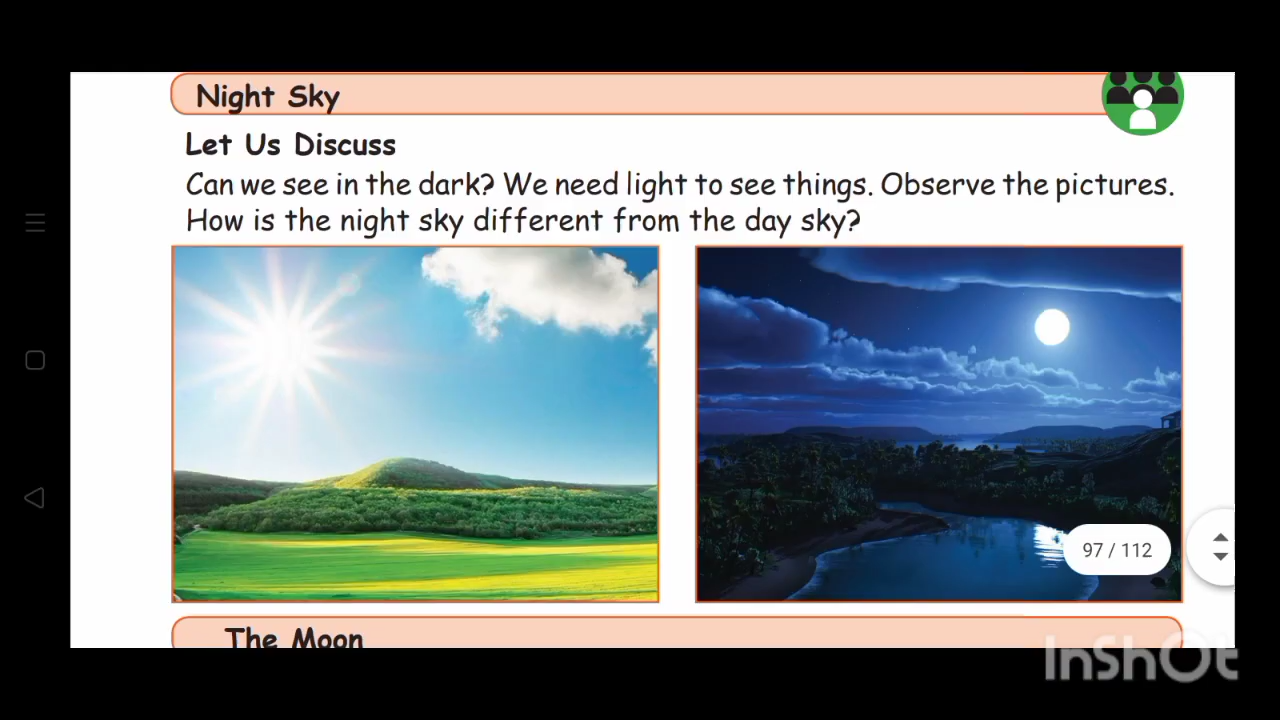 Night Sky
Let Us Discuss
Can we see in the dark? We need light to see things. Observe the pictures.
How is the night sky different from the day sky?
97 / 112
The Moon
InShOt